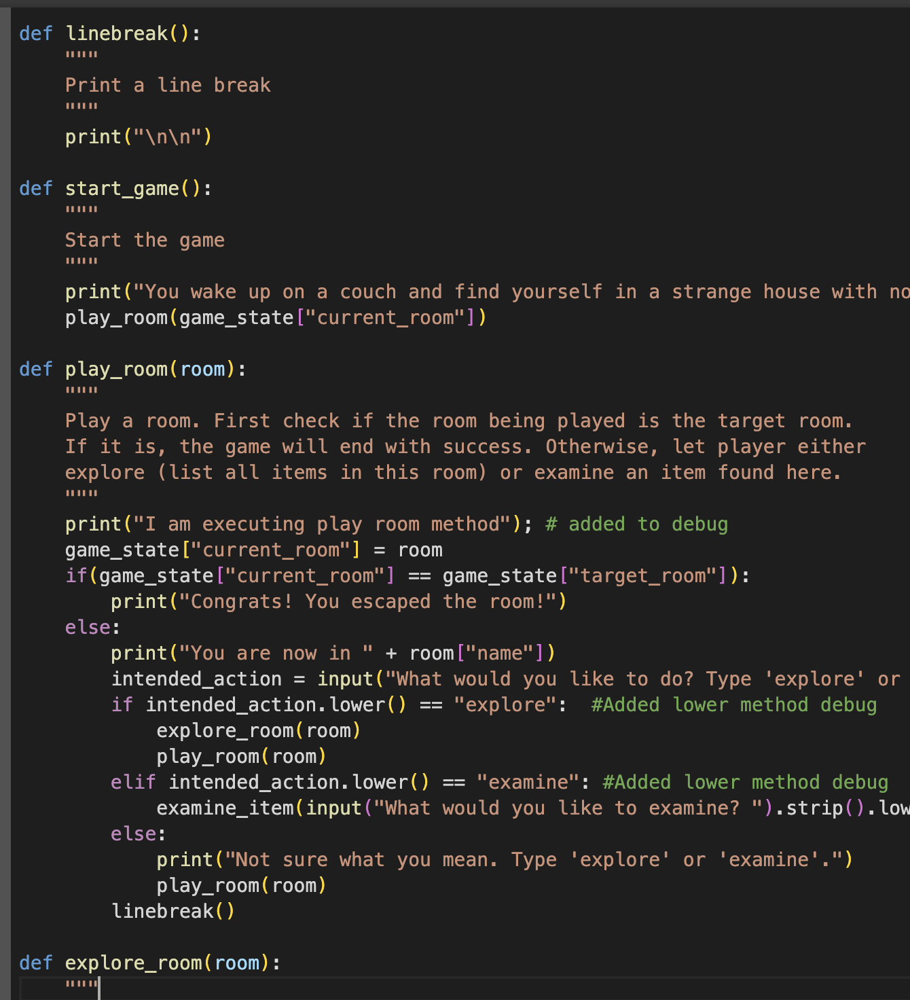 def linebreak():
    """
    Print a line break
    """
    print("\n\n")

def start_game():
    """
    Start the game
    """
    print("You wake up on a couch and find yourself in a strange house with no
    play_room(game_state["current_room"])

def play_room(room):
    """
    Play a room. First check if the room being played is the target room.
    If it is, the game will end with success. Otherwise, let player either
    explore (list all items in this room) or examine an item found here.
    """
    print("I am executing play room method"); # added to debug
    game_state["current_room"] = room
    if(game_state["current_room"] == game_state["target_room"]):
        print("Congrats! You escaped the room!")
    else:
        print("You are now in " + room["name"])
        intended_action = input("What would you like to do? Type 'explore' or
        if intended_action.lower() == "explore":  #Added lower method debug
            explore_room(room)
            play_room(room)
        elif intended_action.lower() == "examine": #Added lower method debug
            examine_item(input("What would you like to examine? ").strip().low
        else:
            print("Not sure what you mean. Type 'explore' or 'examine'.")
            play_room(room)
        linebreak()

def explore_room(room):
    """